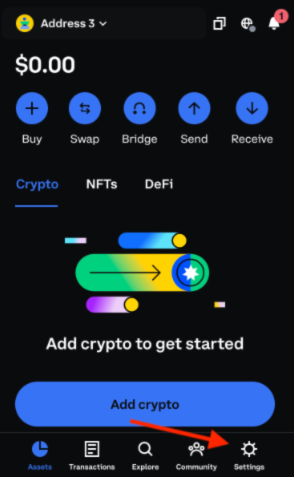 Address 3
1
$0.00
Buy Swap Bridge Send Receive
Crypto NFTs DeFi
Add crypto to get started
Add crypto
Assets Transactions Explore Community Settings